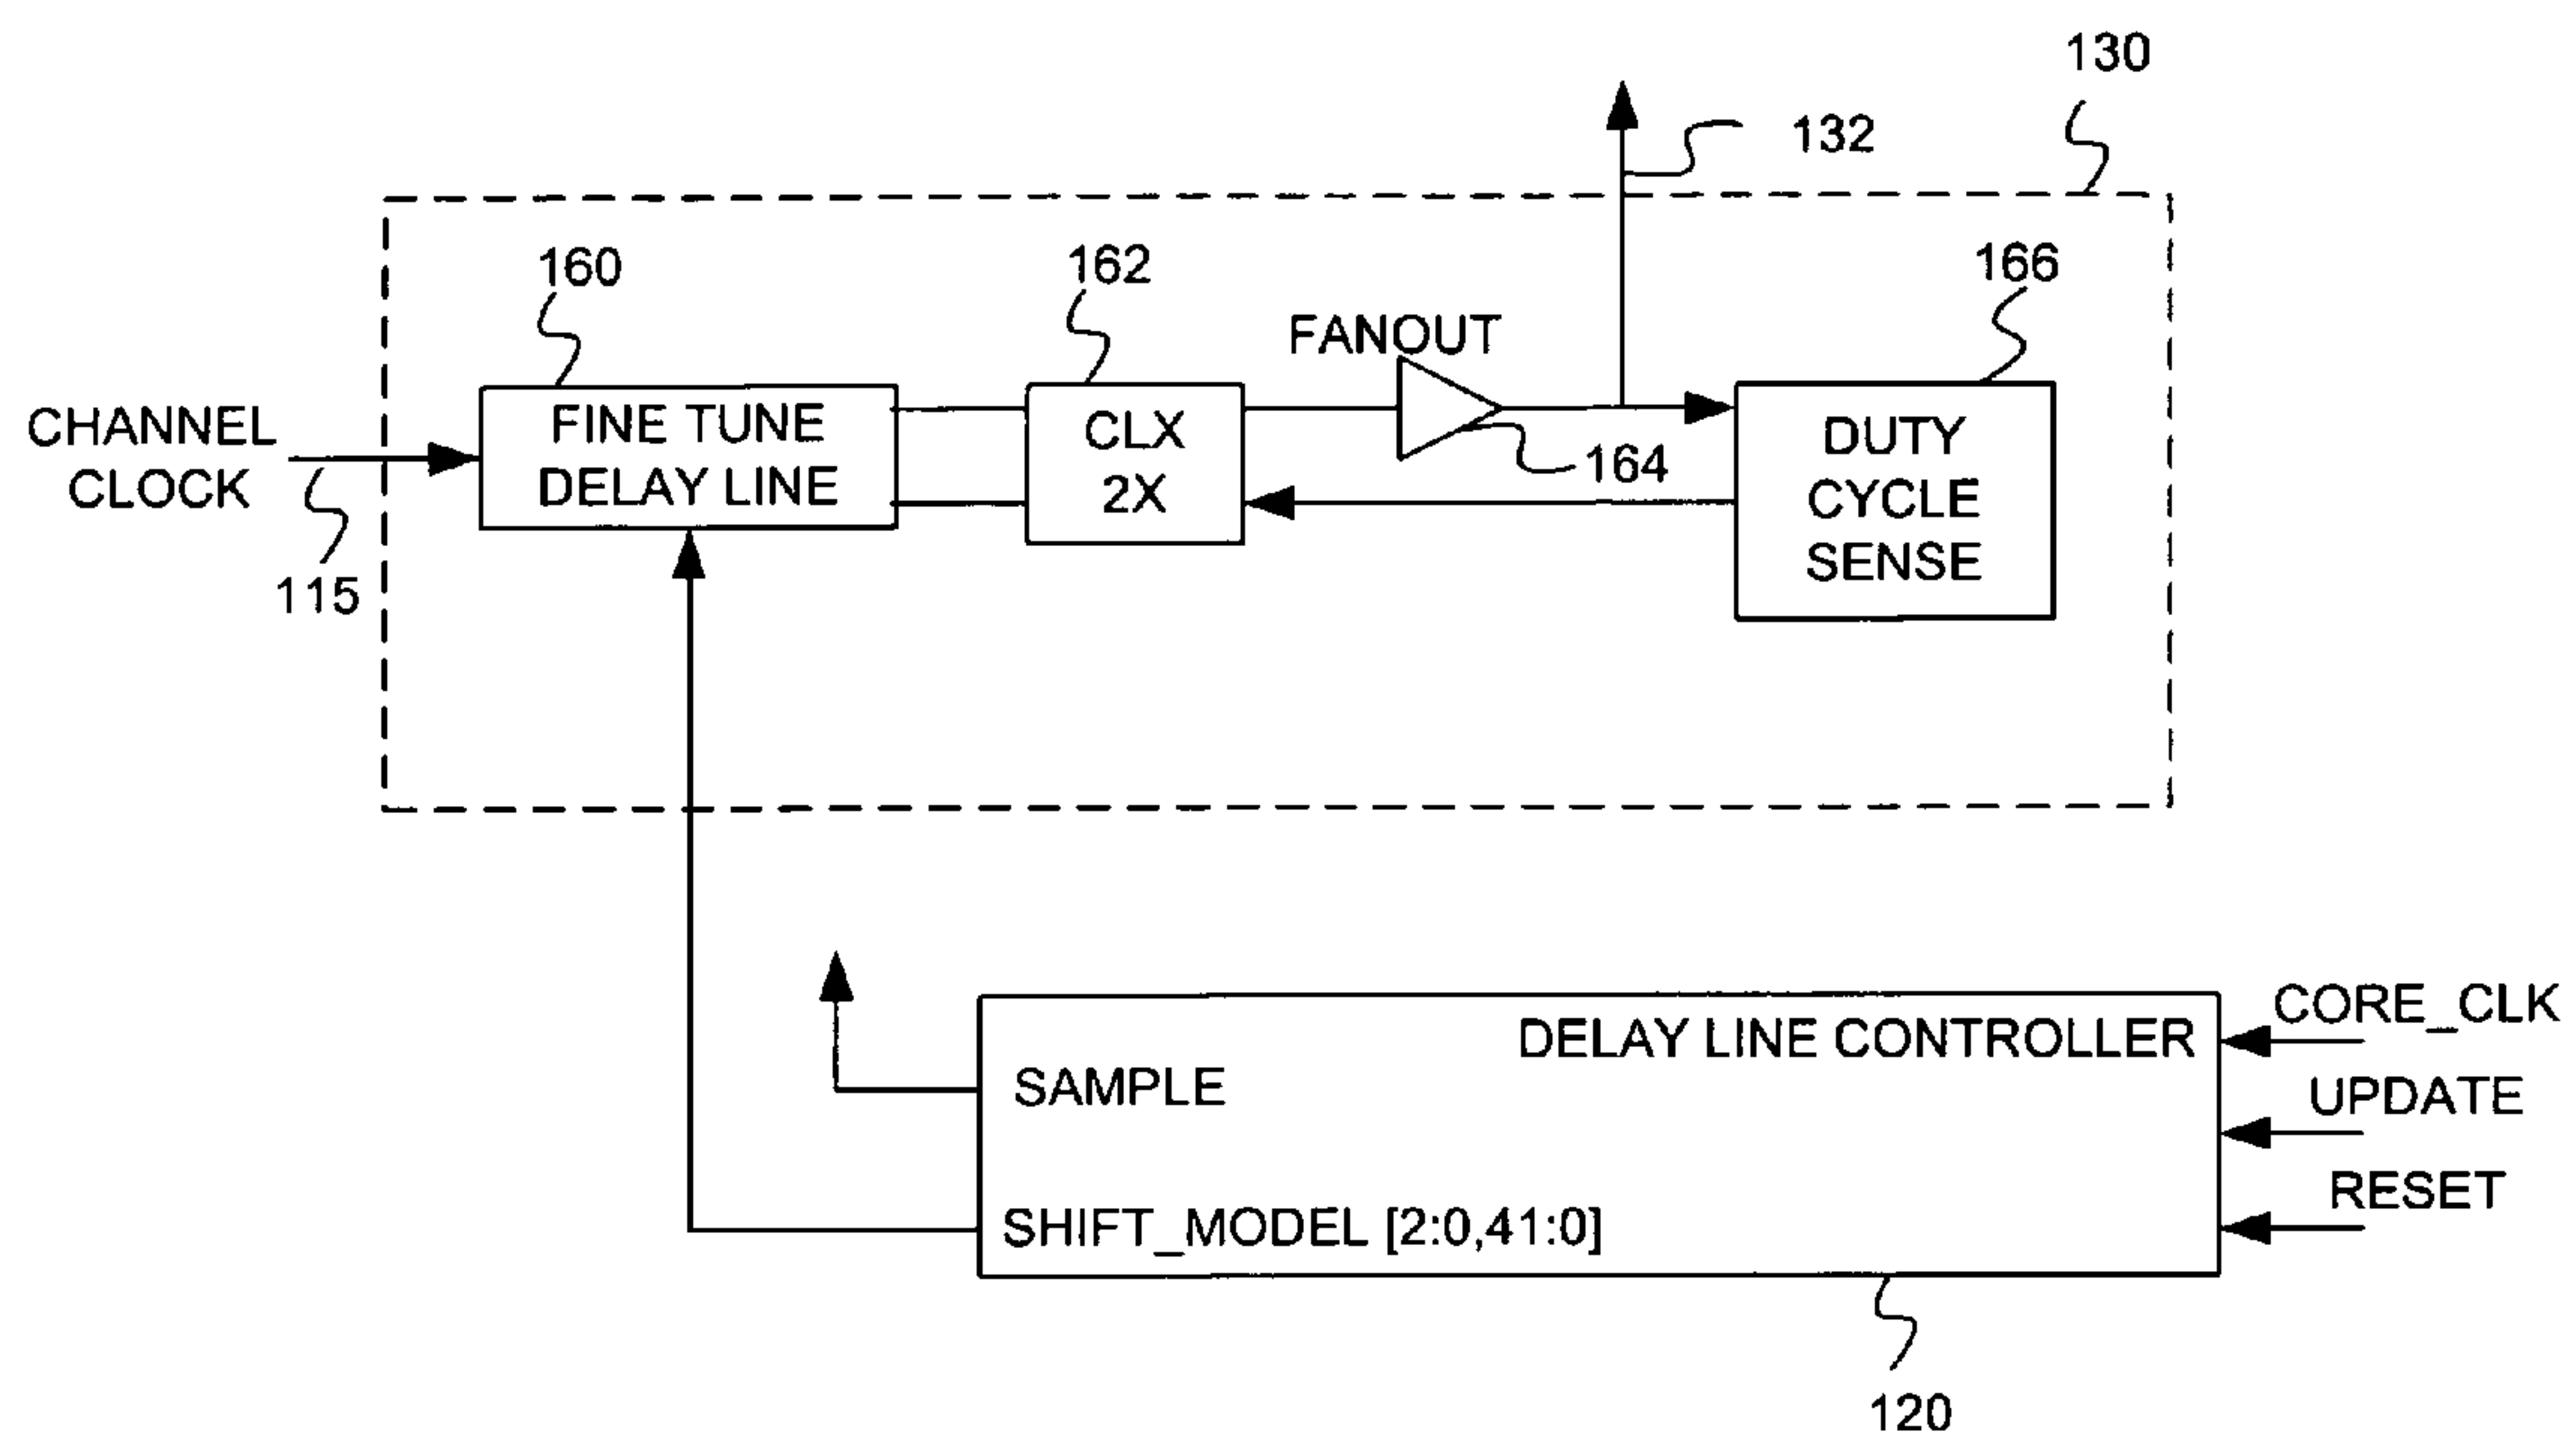 130
132
160
162
166
FANOUT
CHANNEL
CLOCK
FINE TUNE
DELAY LINE
CLX
2X
164
DUTY
CYCLE
SENSE
115
CORE_CLK
DELAY LINE CONTROLLER
SAMPLE
UPDATE
RESET
SHIFT_MODEL [2:0,41:0]
120